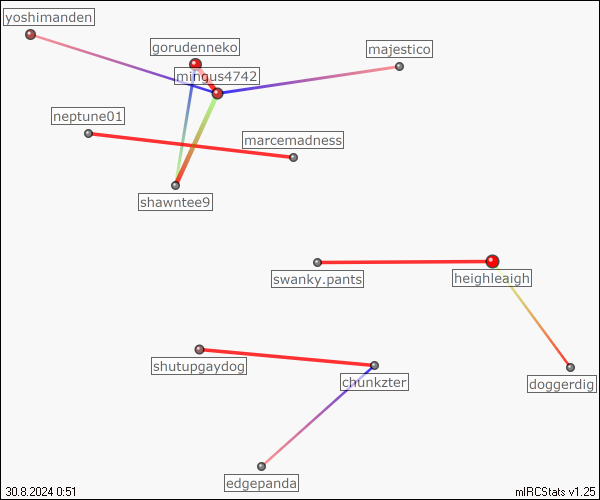 yoshimanden
gorudenneko
majestico
mingus4742
neptune01
marcemadness
shawntee9
swanky.pants
heighleaigh
shutupgaydog
chunkzter
doggerdig
edgepanda
30.8.2024 0:51
mIRCStats v1.25